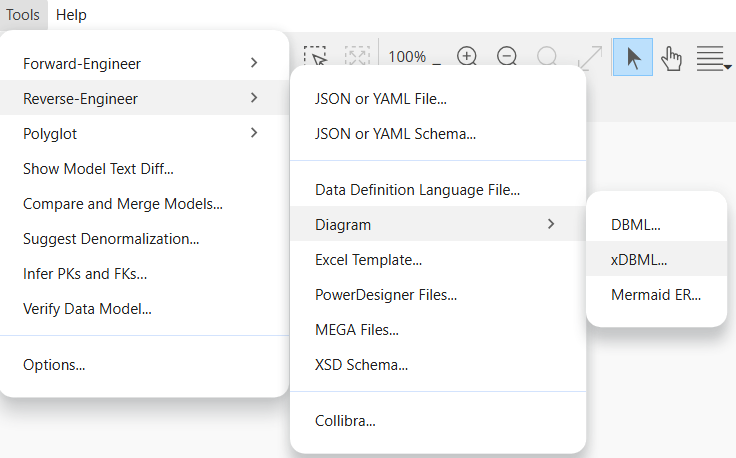 Tools Help
100%
Forward-Engineer
Reverse-Engineer
Polyglot
Show Model Text Diff...
Compare and Merge Models...
Suggest Denormalization...
Infer PKs and FKs...
Verify Data Model...
Options...
JSON or YAML File...
JSON or YAML Schema...
Data Definition Language File...
Diagram
Excel Template...
PowerDesigner Files...
MEGA Files...
XSD Schema...
Collibra...
DBML...
xDBML...
Mermaid ER...